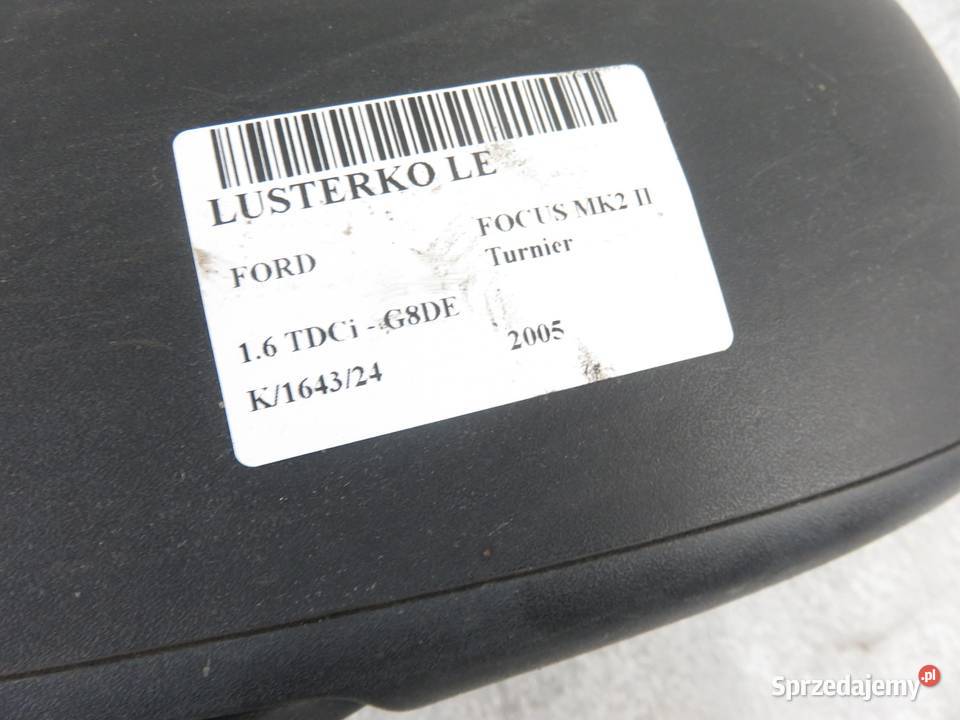 LUSTERKO LE
FORD FOCUS MK2 II
Turnier
1.6 TDCi - G8DE 2005
K/1643/24
Sprzedajemy.pl